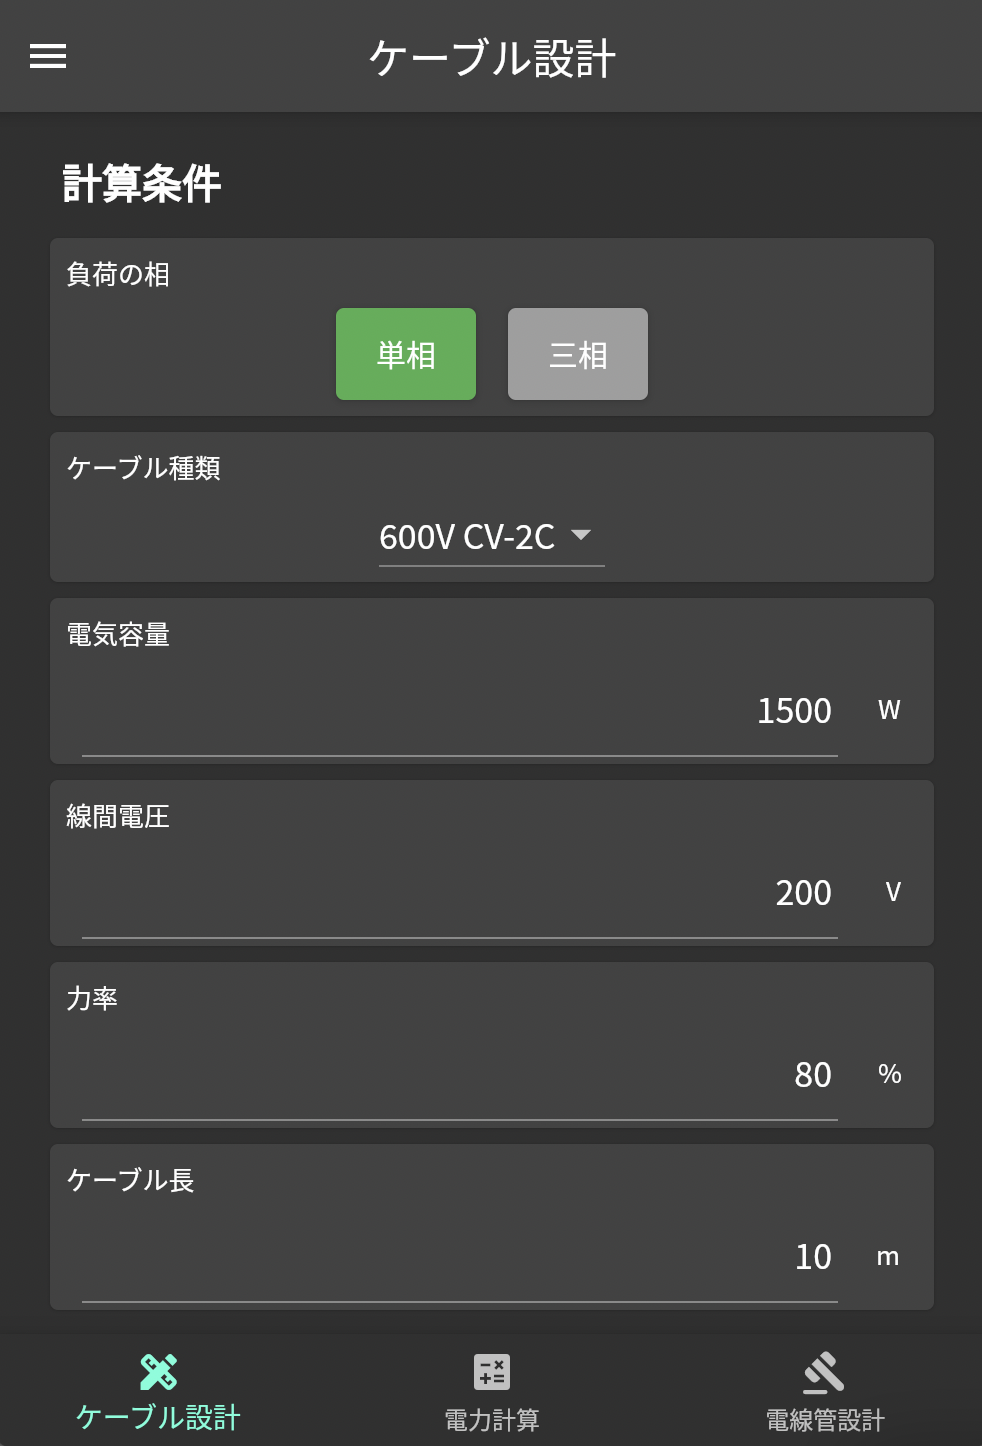 ケーブル設計
計算条件
負荷の相
単相 三相
ケーブル種類
600V CV-2C
電気容量
1500 W
線間電圧
200 V
力率
80 %
ケーブル長
10 m
ケーブル設計 電力計算 電線管設計